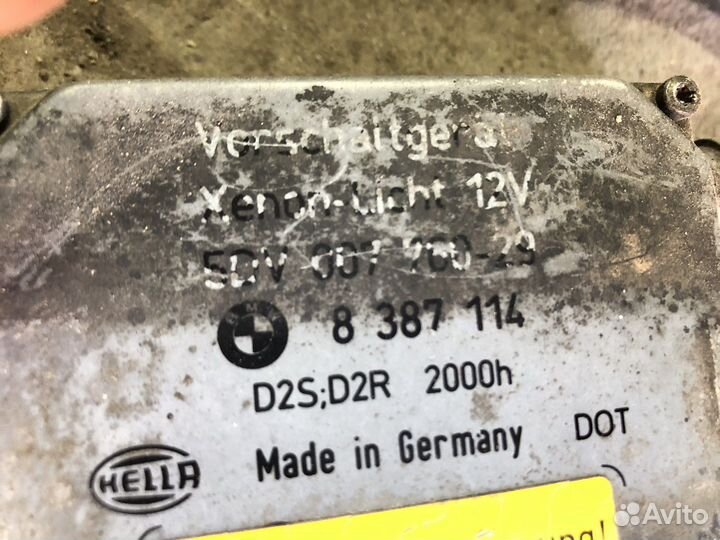 Vorschaltgerät
Xenon-Licht 12V
5DV 007 760-29
8 387 114
D2S;D2R 2000h
Made in Germany DOT
HELLA
Avito